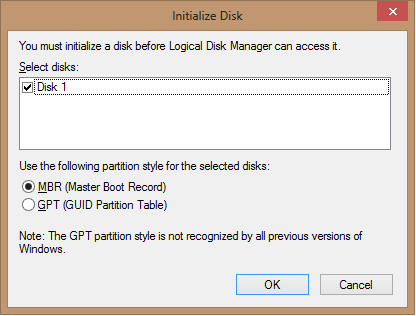 Initialize Disk
You must initialize a disk before Logical Disk Manager can access it.
Select disks:
Disk 1
Use the following partition style for the selected disks:
MBR (Master Boot Record)
GPT (GUID Partition Table)
Note: The GPT partition style is not recognized by all previous versions of
Windows.
OK Cancel